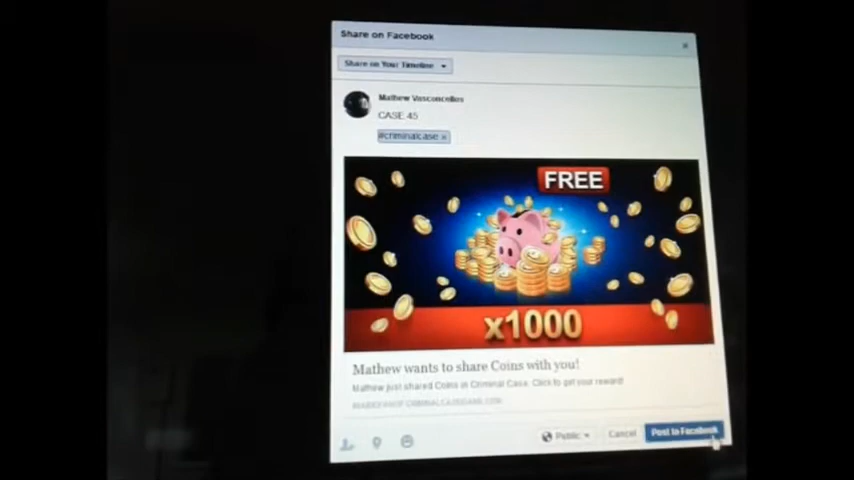 Share on Facebook
×
Share on Your Timeline
Mathew Vasconcellos
CASE 45
#criminalcase ×
FREE
x1000
Mathew wants to share Coins with you!
Mathew just shared Coins in Criminal Case. Click to get your reward!
Public
Cancel
Post to Facebook